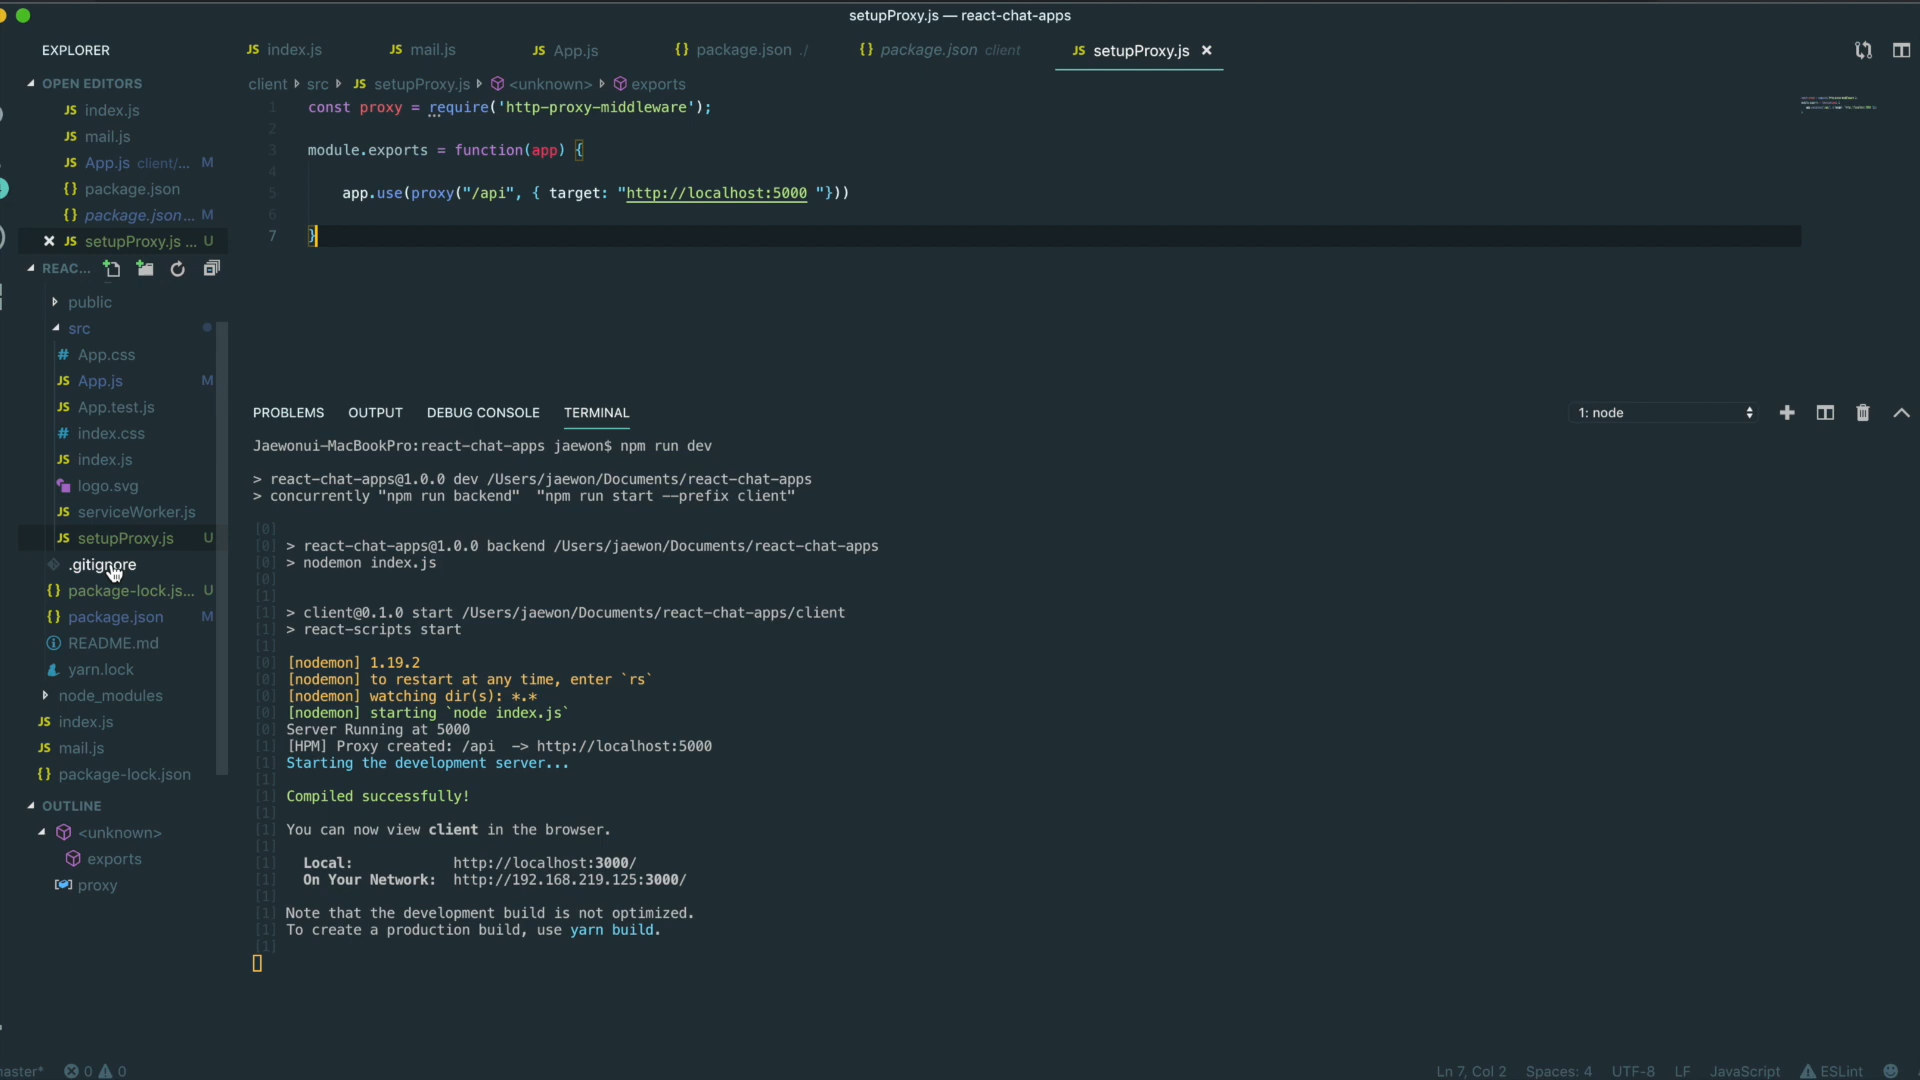 setupProxy.js — react-chat-apps
EXPLORER
JS index.js
JS mail.js
JS App.js
{} package.json ./
{} package.json client
JS setupProxy.js ×
OPEN EDITORS
JS index.js
JS mail.js
JS App.js client/... M
{} package.json
{} package.json... M
× JS setupProxy.js ... U
REAC...
public
src
# App.css
JS App.js M
JS App.test.js
# index.css
JS index.js
logo.svg
JS serviceWorker.js
JS setupProxy.js U
.gitignore
{} package-lock.js... U
{} package.json M
README.md
yarn.lock
node_modules
JS index.js
JS mail.js
{} package-lock.json
OUTLINE
<unknown>
exports
proxy
client src JS setupProxy.js <unknown> exports
1 const proxy = require('http-proxy-middleware');
2
3 module.exports = function(app) {
4
5 app.use(proxy("/api", { target: "http://localhost:5000 "}))
6
7 }
PROBLEMS OUTPUT DEBUG CONSOLE TERMINAL
1: node
Jaewonui-MacBookPro:react-chat-apps jaewon$ npm run dev
> react-chat-apps@1.0.0 dev /Users/jaewon/Documents/react-chat-apps
> concurrently "npm run backend"  "npm run start --prefix client"
[0]
[0] > react-chat-apps@1.0.0 backend /Users/jaewon/Documents/react-chat-apps
[0] > nodemon index.js
[0]
[1]
[1] > client@0.1.0 start /Users/jaewon/Documents/react-chat-apps/client
[1] > react-scripts start
[1]
[0] [nodemon] 1.19.2
[0] [nodemon] to restart at any time, enter `rs`
[0] [nodemon] watching dir(s): *.*
[0] [nodemon] starting `node index.js`
[0] Server Running at 5000
[1] [HPM] Proxy created: /api  -> http://localhost:5000
[1] Starting the development server...
[1]
[1] Compiled successfully!
[1]
[1] You can now view client in the browser.
[1]
[1] Local: http://localhost:3000/
[1] On Your Network: http://192.168.219.125:3000/
[1]
[1] Note that the development build is not optimized.
[1] To create a production build, use yarn build.
[1]
0 0
Ln 7, Col 2 Spaces: 4 UTF-8 LF JavaScript ESLint